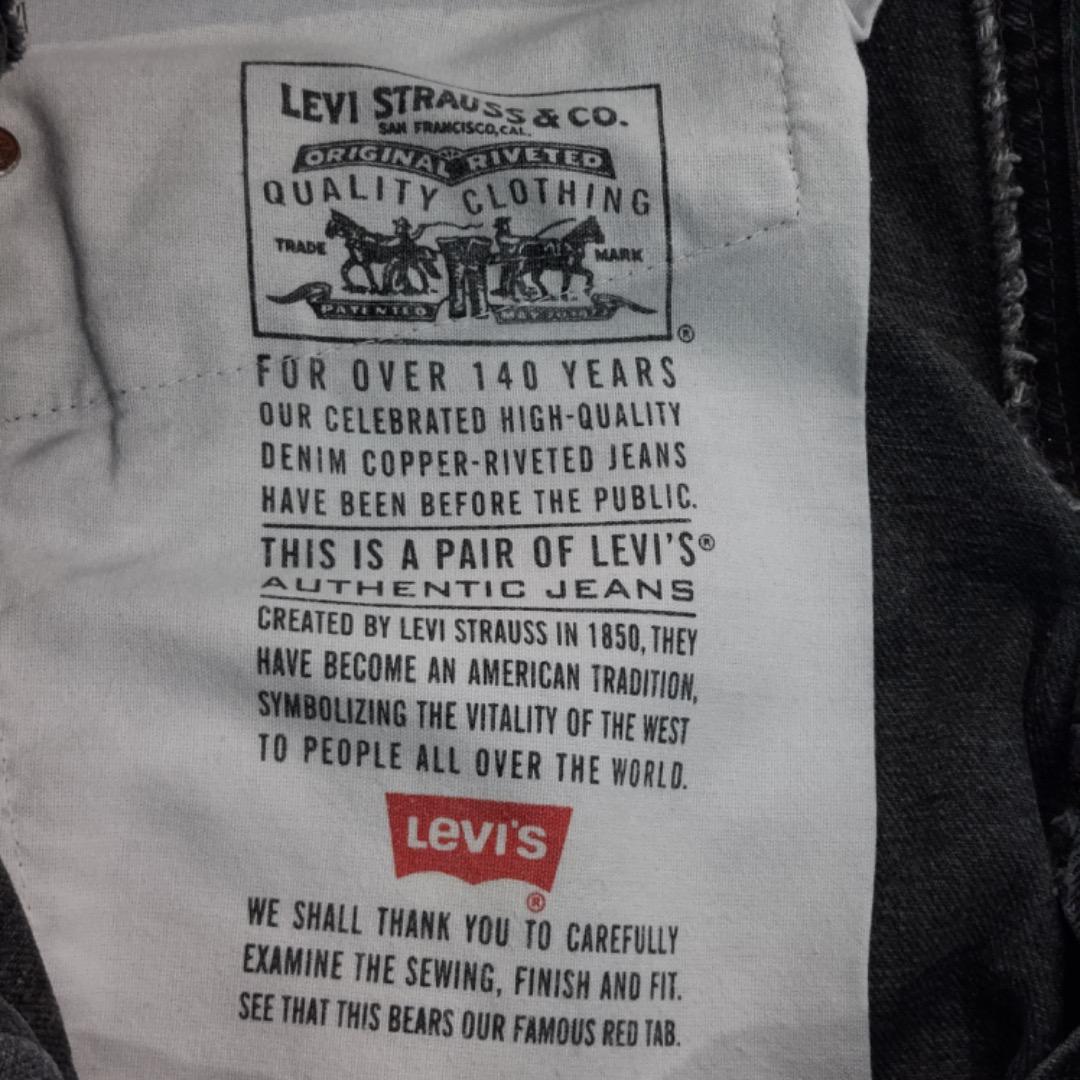 LEVI STRAUSS & CO.
SAN FRANCISCO, CAL.
ORIGINAL RIVETED
QUALITY CLOTHING
TRADE MARK
PATENTED MAY 20 1873
®
FOR OVER 140 YEARS
OUR CELEBRATED HIGH-QUALITY
DENIM COPPER-RIVETED JEANS
HAVE BEEN BEFORE THE PUBLIC.
THIS IS A PAIR OF LEVI'S®
AUTHENTIC JEANS
CREATED BY LEVI STRAUSS IN 1850, THEY
HAVE BECOME AN AMERICAN TRADITION,
SYMBOLIZING THE VITALITY OF THE WEST
TO PEOPLE ALL OVER THE WORLD.
LEVI'S
®
WE SHALL THANK YOU TO CAREFULLY
EXAMINE THE SEWING, FINISH AND FIT.
SEE THAT THIS BEARS OUR FAMOUS RED TAB.